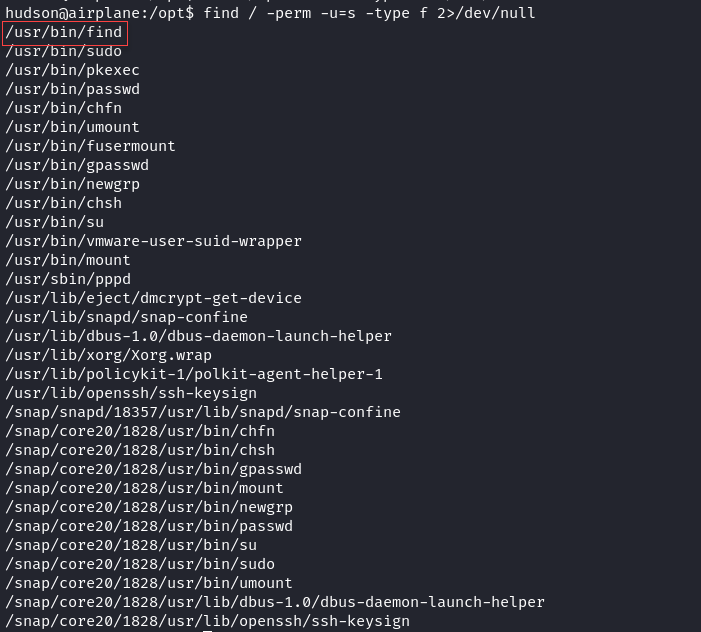 hudson@airplane:/opt$ find / -perm -u=s -type f 2>/dev/null
/usr/bin/find
/usr/bin/sudo
/usr/bin/pkexec
/usr/bin/passwd
/usr/bin/chfn
/usr/bin/umount
/usr/bin/fusermount
/usr/bin/gpasswd
/usr/bin/newgrp
/usr/bin/chsh
/usr/bin/su
/usr/bin/vmware-user-suid-wrapper
/usr/bin/mount
/usr/sbin/pppd
/usr/lib/eject/dmcrypt-get-device
/usr/lib/snapd/snap-confine
/usr/lib/dbus-1.0/dbus-daemon-launch-helper
/usr/lib/xorg/Xorg.wrap
/usr/lib/policykit-1/polkit-agent-helper-1
/usr/lib/openssh/ssh-keysign
/snap/snapd/18357/usr/lib/snapd/snap-confine
/snap/core20/1828/usr/bin/chfn
/snap/core20/1828/usr/bin/chsh
/snap/core20/1828/usr/bin/gpasswd
/snap/core20/1828/usr/bin/mount
/snap/core20/1828/usr/bin/newgrp
/snap/core20/1828/usr/bin/passwd
/snap/core20/1828/usr/bin/su
/snap/core20/1828/usr/bin/sudo
/snap/core20/1828/usr/bin/umount
/snap/core20/1828/usr/lib/dbus-1.0/dbus-daemon-launch-helper
/snap/core20/1828/usr/lib/openssh/ssh-keysign